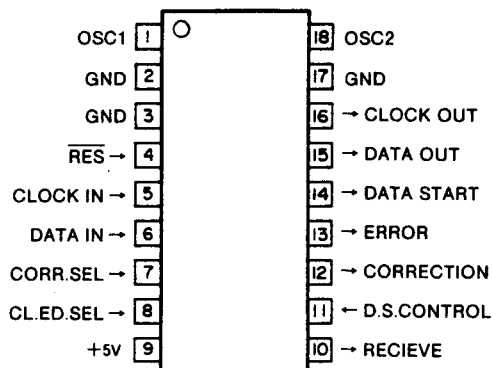 OSC1 1 18 OSC2
GND 2 17 GND
GND 3 16 → CLOCK OUT
RES → 4 15 → DATA OUT
CLOCK IN → 5 14 → DATA START
DATA IN → 6 13 → ERROR
CORR.SEL → 7 12 → CORRECTION
CL.ED.SEL → 8 11 ← D.S.CONTROL
+5V 9 10 → RECIEVE